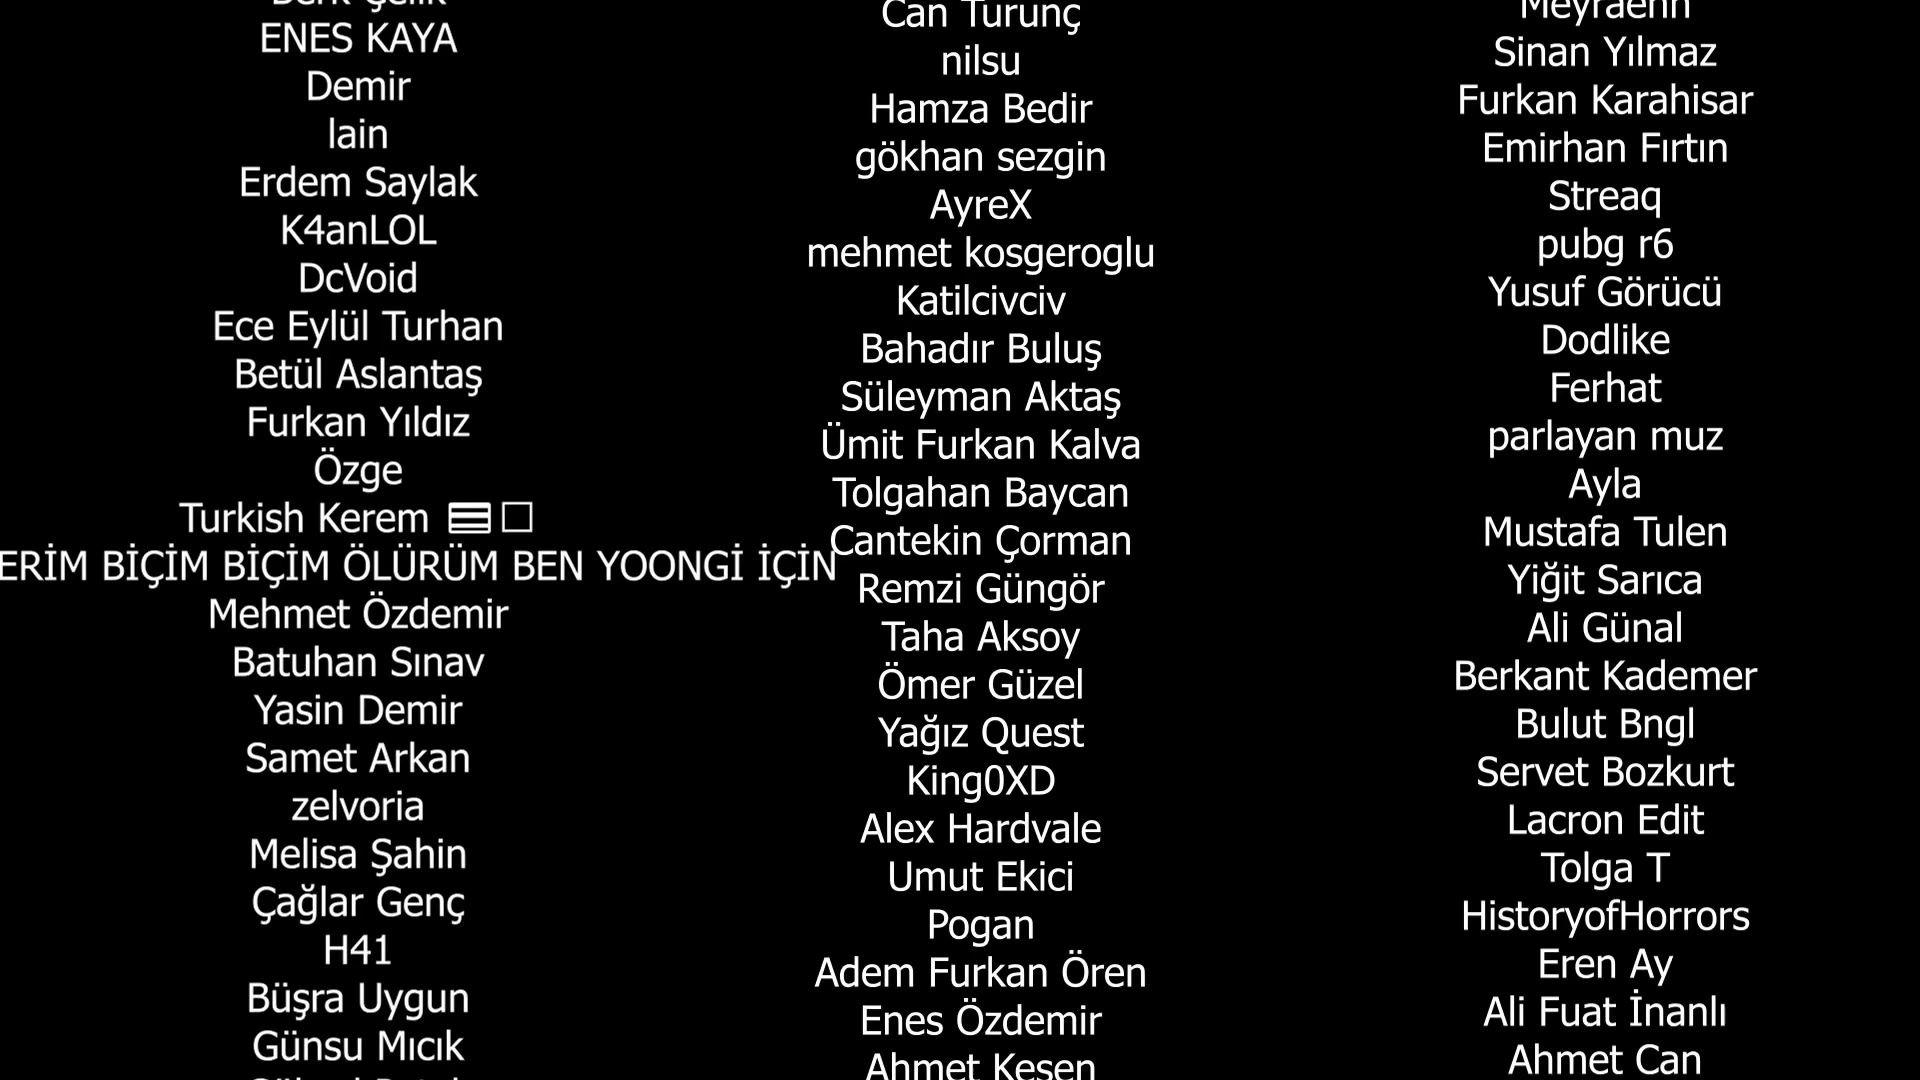 ENES KAYA
Demir
lain
Erdem Saylak
K4anLOL
DcVoid
Ece Eylül Turhan
Betül Aslantaş
Furkan Yıldız
Özge
Turkish Kerem
BİÇİM BİÇİM ÖLÜRÜM BEN YOONGİ İÇİN
Mehmet Özdemir
Batuhan Sınav
Yasin Demir
Samet Arkan
zelvoria
Melisa Şahin
Çağlar Genç
H41
Büşra Uygun
Günsu Mıcık
Can Turunç
nilsu
Hamza Bedir
gökhan sezgin
AyreX
mehmet kosgeroglu
Katilcivciv
Bahadır Buluş
Süleyman Aktaş
Ümit Furkan Kalva
Tolgahan Baycan
Cantekin Çorman
Remzi Güngör
Taha Aksoy
Ömer Güzel
Yağız Quest
King0XD
Alex Hardvale
Umut Ekici
Pogan
Adem Furkan Ören
Enes Özdemir
Ahmet Kesen
Sinan Yılmaz
Furkan Karahisar
Emirhan Fırtın
Streaq
pubg r6
Yusuf Görücü
Dodlike
Ferhat
parlayan muz
Ayla
Mustafa Tulen
Yiğit Sarıca
Ali Günal
Berkant Kademer
Bulut Bngl
Servet Bozkurt
Lacron Edit
Tolga T
HistoryofHorrors
Eren Ay
Ali Fuat İnanlı
Ahmet Can